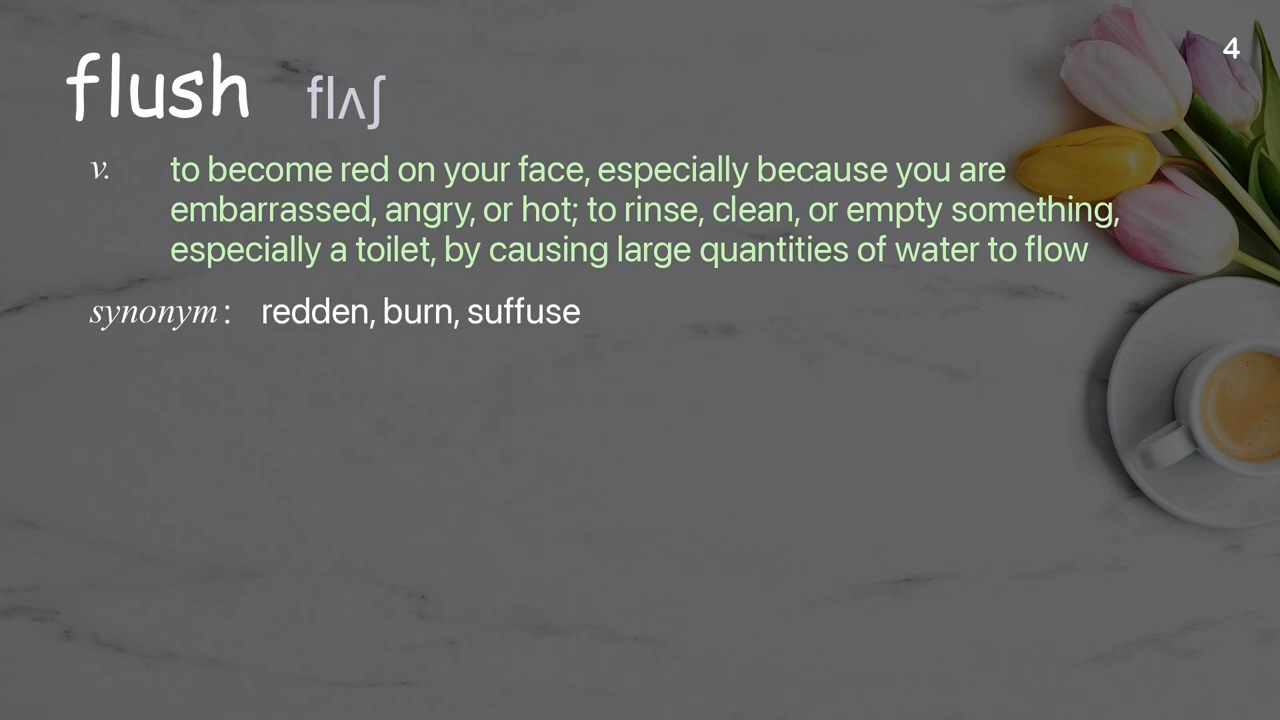 4
flush flʌʃ
v. to become red on your face, especially because you are
embarrassed, angry, or hot; to rinse, clean, or empty something,
especially a toilet, by causing large quantities of water to flow
synonym: redden, burn, suffuse